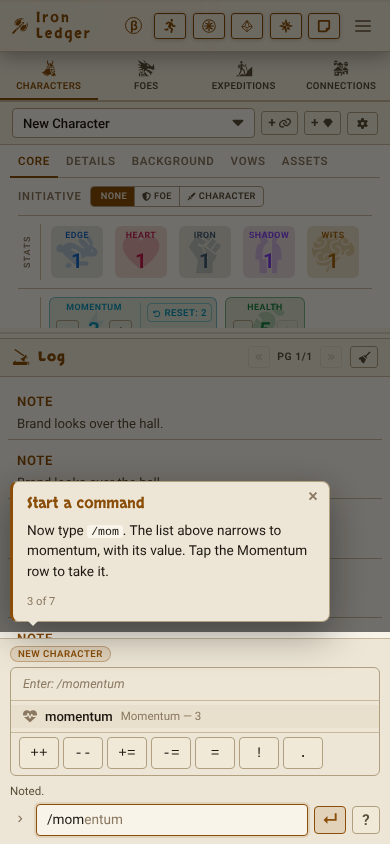 Iron
Ledger
β
CHARACTERS
FOES
EXPEDITIONS
CONNECTIONS
New Character
+
+
CORE
DETAILS
BACKGROUND
VOWS
ASSETS
INITIATIVE
NONE
FOE
CHARACTER
STATS
EDGE
1
HEART
1
IRON
1
SHADOW
1
WITS
1
MOMENTUM
RESET: 2
HEALTH
Log
«
PG 1/1
»
NOTE
Brand looks over the hall.
NOTE
Start a command
×
Now type /mom. The list above narrows to
momentum, with its value. Tap the Momentum
row to take it.
3 of 7
NOTE
NEW CHARACTER
Enter: /momentum
momentum Momentum — 3
++
--
+=
-=
=
!
.
Noted.
› /momentum
?